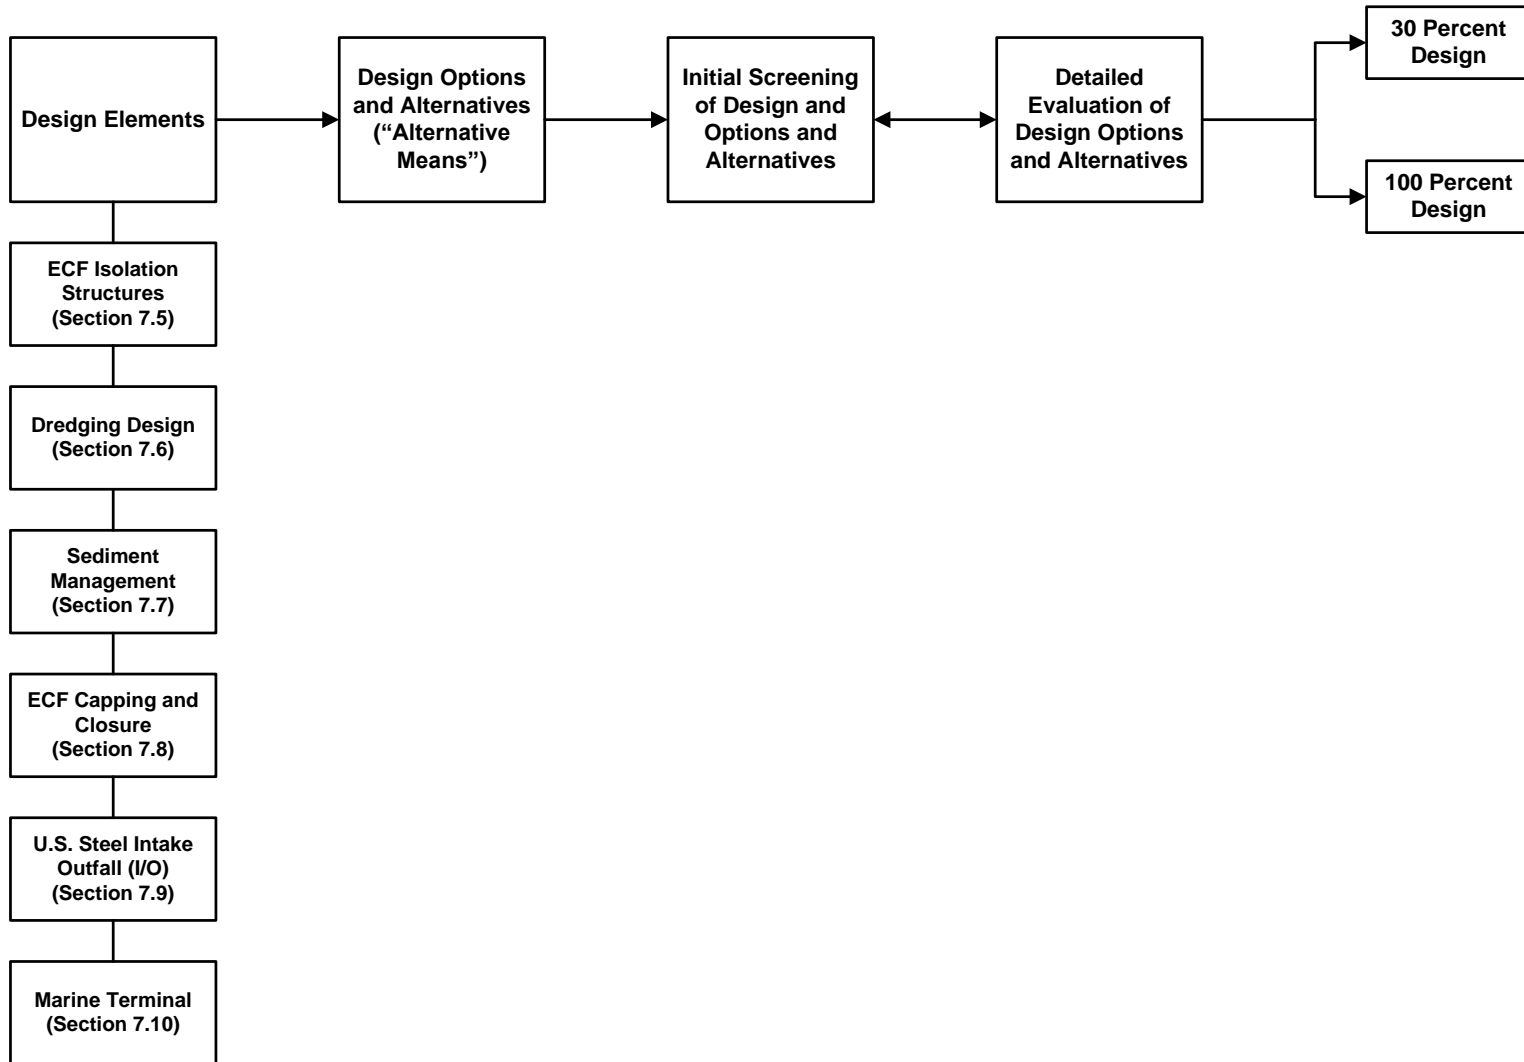 Design Elements
Design Options
and Alternatives
(“Alternative
Means”)
Initial Screening
of Design and
Options and
Alternatives
Detailed
Evaluation of
Design Options
and Alternatives
30 Percent
Design
100 Percent
Design
ECF Isolation
Structures
(Section 7.5)
Dredging Design
(Section 7.6)
Sediment
Management
(Section 7.7)
ECF Capping and
Closure
(Section 7.8)
U.S. Steel Intake
Outfall (I/O)
(Section 7.9)
Marine Terminal
(Section 7.10)